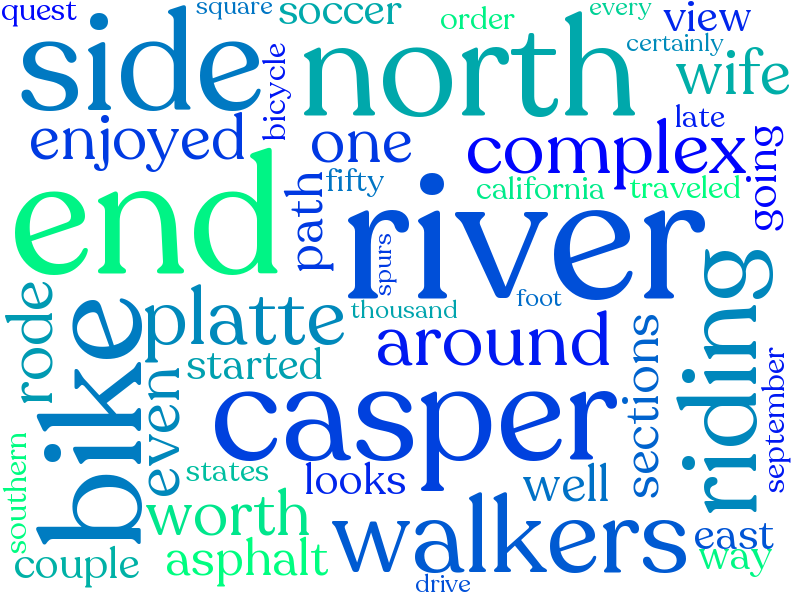 quest
square
soccer
order
every
view
side
north
certainly
wife
bicycle
late
enjoyed
one
complex
going
end
path
fifty
california
traveled
river
spurs
thousand
foot
rode
bike
platte
around
riding
started
sections
even
casper
september
southern
states
looks
well
worth
walkers
east
way
couple
asphalt
drive